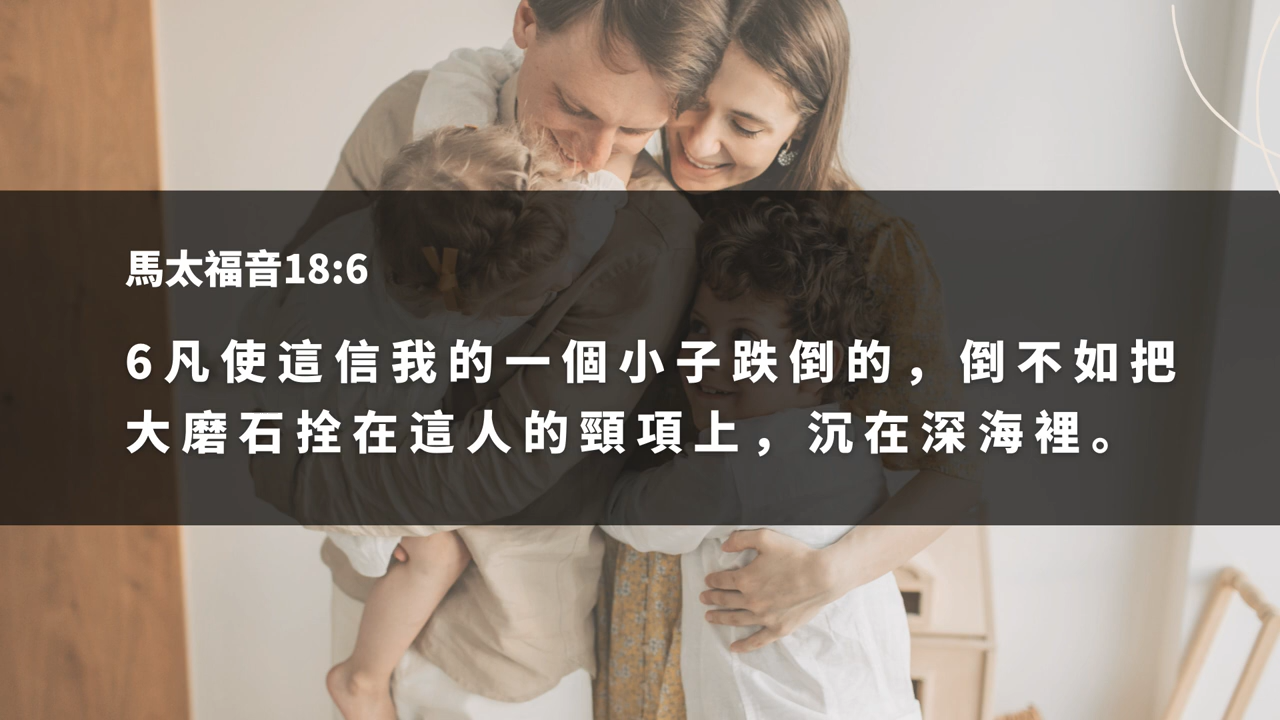 馬太福音18:6
6凡使這信我的一個小子跌倒的，倒不如把
大磨石拴在這人的頸項上，沉在深海裡。